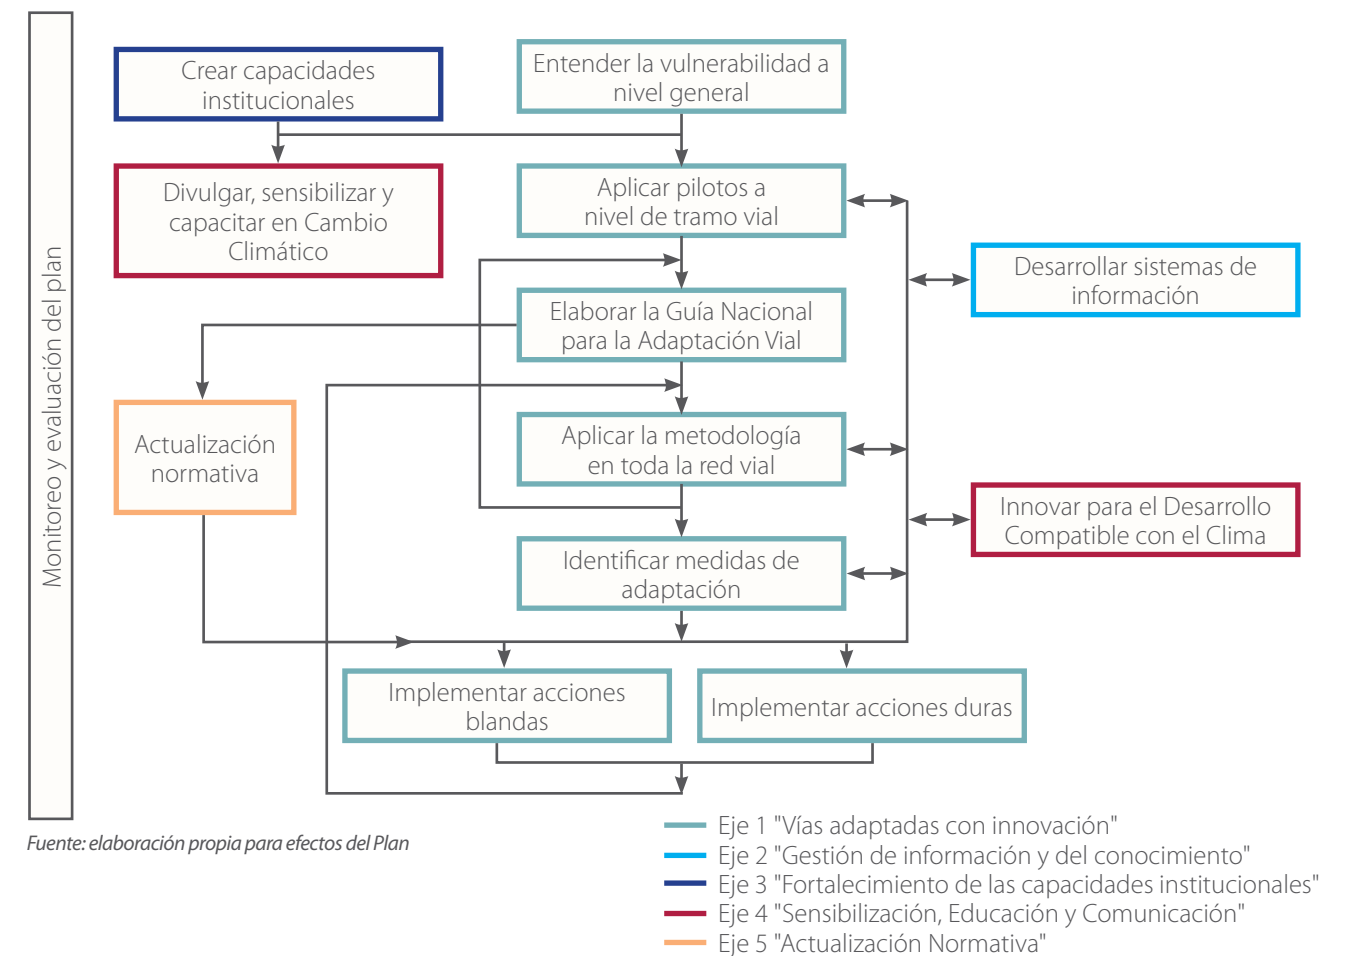 Monitoreo y evaluación del plan
Crear capacidades
institucionales
Entender la vulnerabilidad a
nivel general
Divulgar, sensibilizar y
capacitar en Cambio
Climático
Aplicar pilotos a
nivel de tramo vial
Desarrollar sistemas de
información
Elaborar la Guía Nacional
para la Adaptación Vial
Actualización
normativa
Aplicar la metodología
en toda la red vial
Innovar para el Desarrollo
Compatible con el Clima
Identificar medidas de
adaptación
Implementar acciones
blandas
Implementar acciones duras
Fuente: elaboración propia para efectos del Plan
Eje 1 "Vías adaptadas con innovación"
Eje 2 "Gestión de información y del conocimiento"
Eje 3 "Fortalecimiento de las capacidades institucionales"
Eje 4 "Sensibilización, Educación y Comunicación"
Eje 5 "Actualización Normativa"